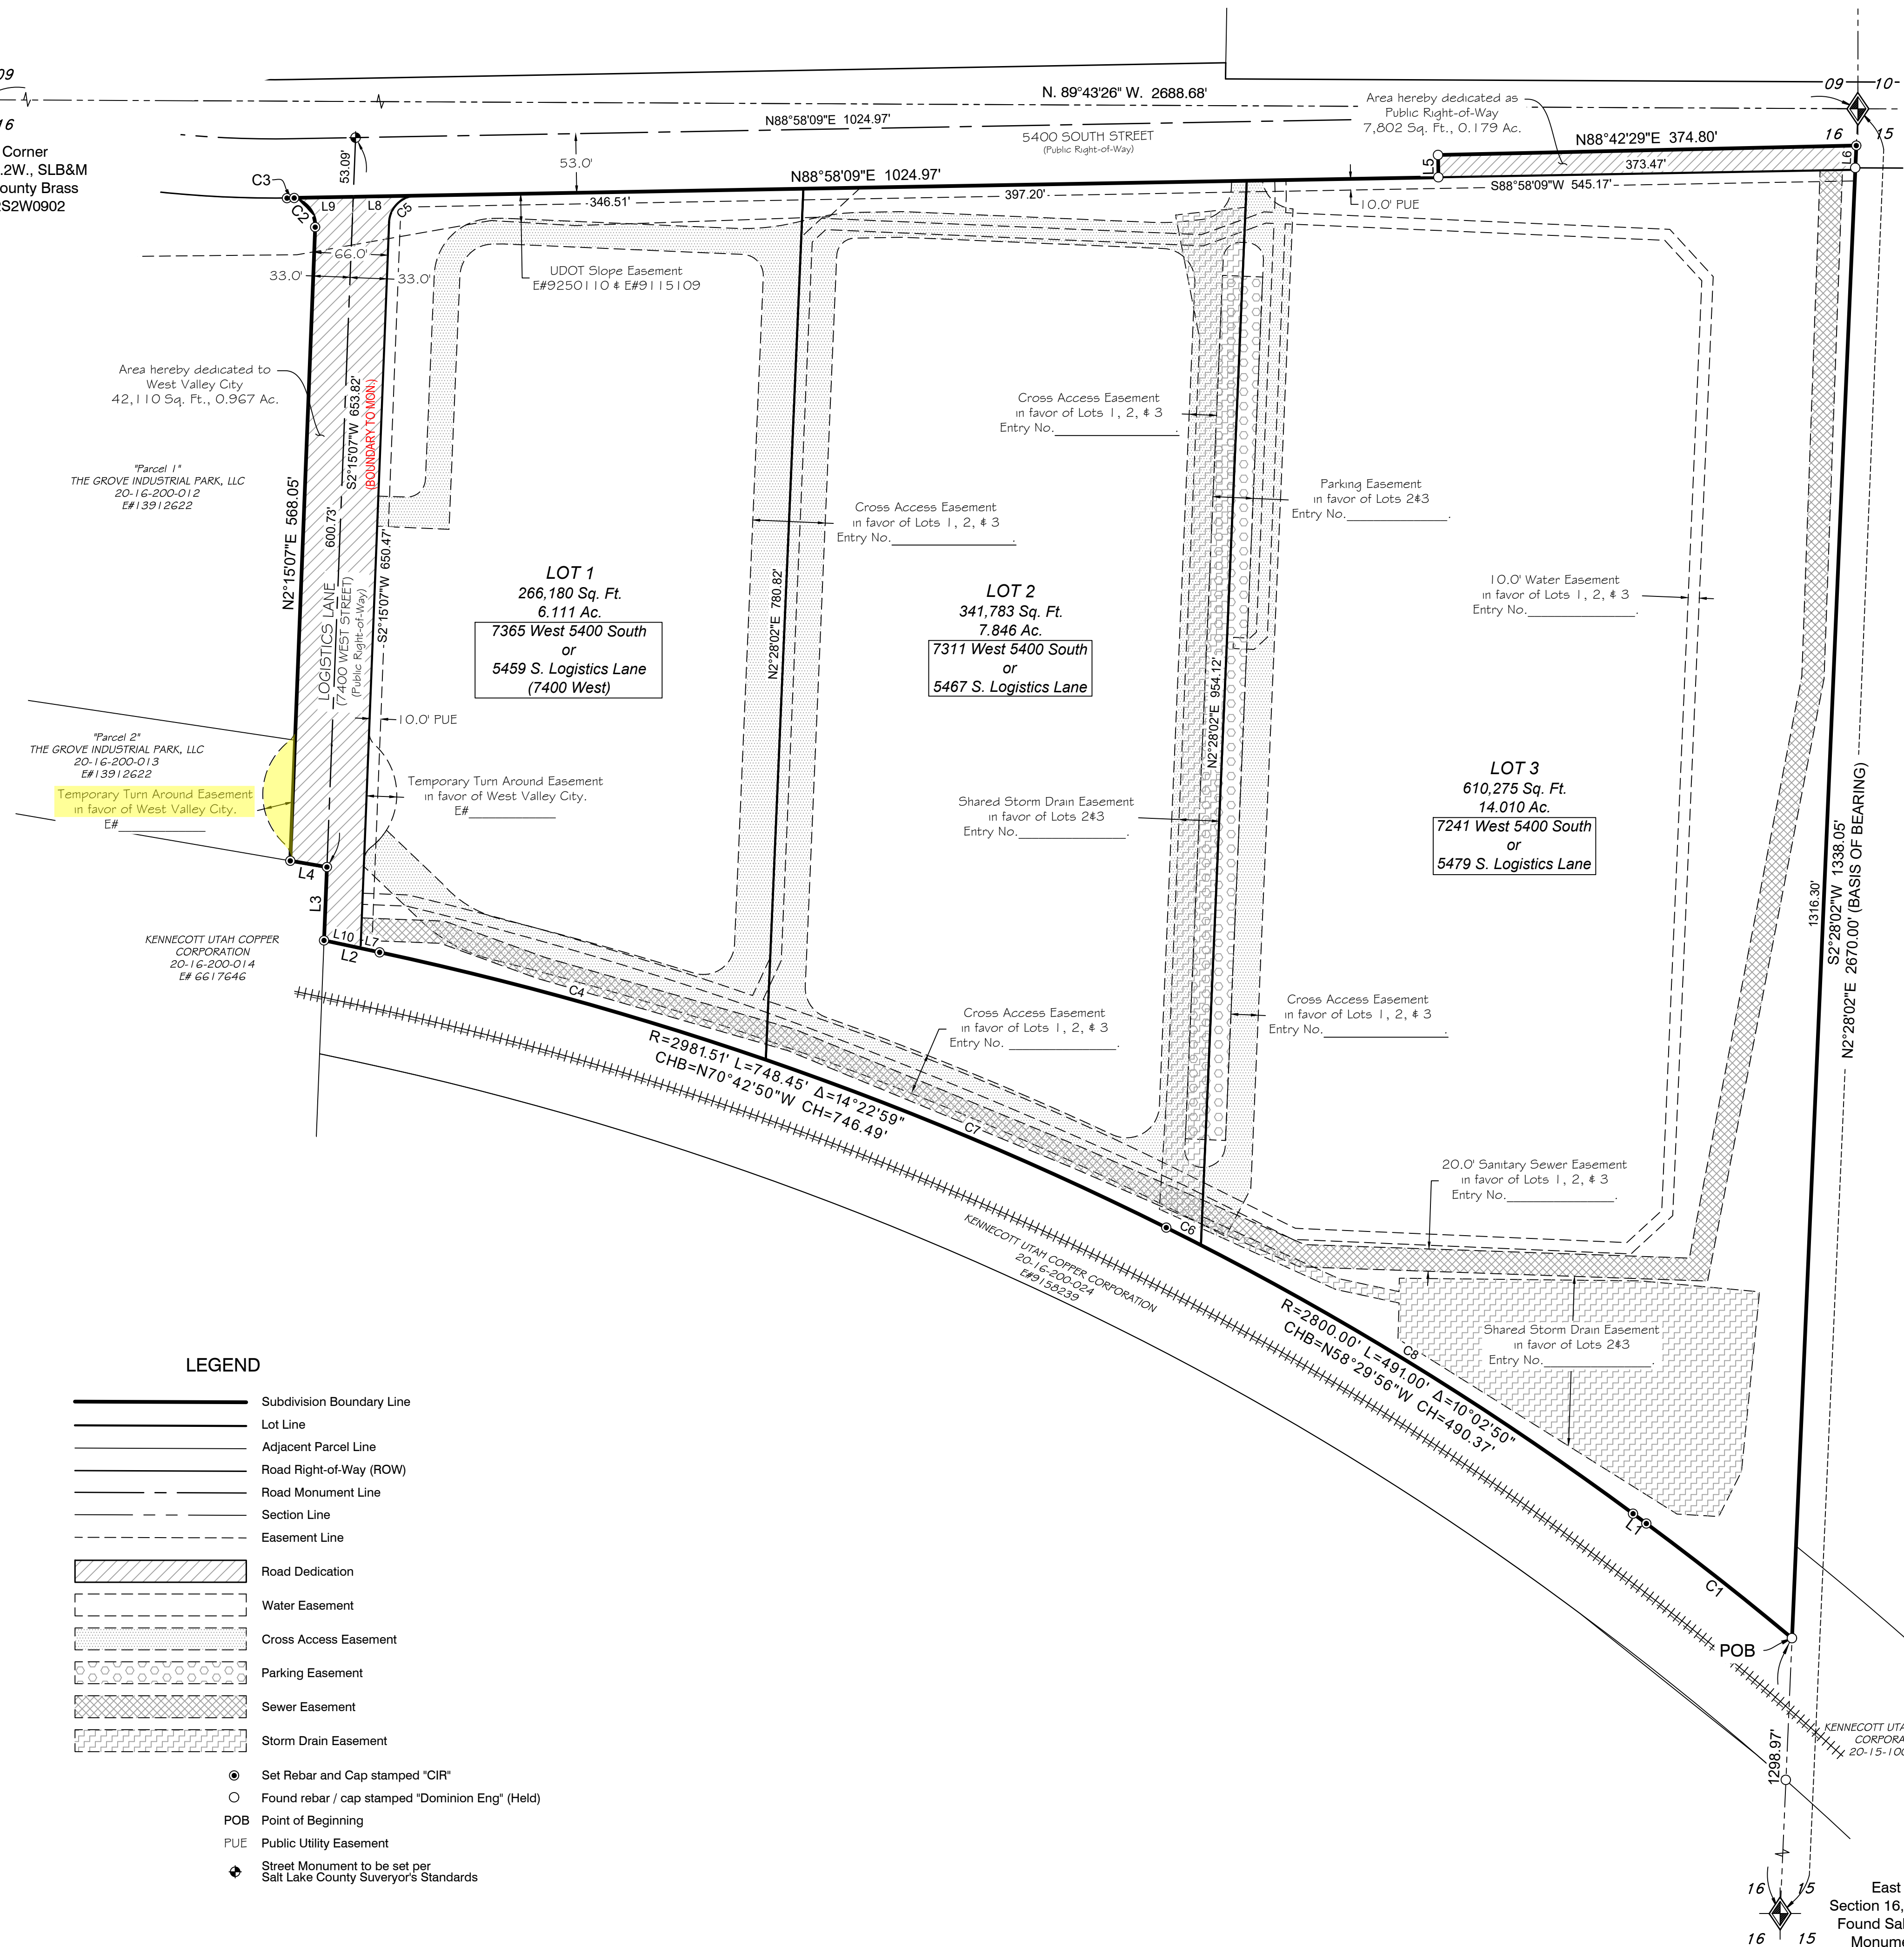 09
16
Corner
.2W., SLB&M
ounty Brass
2S2W0902
N. 89°43'26" W. 2688.68'
N88°58'09"E 1024.97'
5400 SOUTH STREET
(Public Right-of-Way)
Area hereby dedicated as
Public Right-of-Way
7,802 Sq. Ft., 0.179 Ac.
09 10
16 15
N88°42'29"E 374.80'
373.47'
L5
L6
S88°58'09"W 545.17'
10.0' PUE
53.09'
53.0'
N88°58'09"E 1024.97'
397.20'
346.51'
C3
C2
L9
L8
C5
66.0'
33.0'
33.0'
UDOT Slope Easement
E#9250110 & E#9115109
Area hereby dedicated to
West Valley City
42,110 Sq. Ft., 0.967 Ac.
"Parcel 1"
THE GROVE INDUSTRIAL PARK, LLC
20-16-200-012
E#13912622
N2°15'07"E 568.05'
S2°15'07"W 653.82'
(BOUNDARY TO MON.)
600.73'
S2°15'07"W 650.47'
LOGISTICS LANE
(7400 WEST STREET)
(Public Right-of-Way)
10.0' PUE
LOT 1
266,180 Sq. Ft.
6.111 Ac.
7365 West 5400 South
or
5459 S. Logistics Lane
(7400 West)
Cross Access Easement
in favor of Lots 1, 2, & 3
Entry No.
N2°28'02"E 780.82'
Cross Access Easement
in favor of Lots 1, 2, & 3
Entry No.
LOT 2
341,783 Sq. Ft.
7.846 Ac.
7311 West 5400 South
or
5467 S. Logistics Lane
Parking Easement
in favor of Lots 2&3
Entry No.
N2°28'02"E 954.12'
10.0' Water Easement
in favor of Lots 1, 2, & 3
Entry No.
LOT 3
610,275 Sq. Ft.
14.010 Ac.
7241 West 5400 South
or
5479 S. Logistics Lane
Shared Storm Drain Easement
in favor of Lots 2&3
Entry No.
"Parcel 2"
THE GROVE INDUSTRIAL PARK, LLC
20-16-200-013
E#13912622
Temporary Turn Around Easement
in favor of West Valley City.
E#
Temporary Turn Around Easement
in favor of West Valley City.
E#
L4
L3
L10
L7
L2
KENNECOTT UTAH COPPER
CORPORATION
20-16-200-014
E# 6617646
C4
R=2981.51' L=748.45' Δ=14°22'59"
CHB=N70°42'50"W CH=746.49'
Cross Access Easement
in favor of Lots 1, 2, & 3
Entry No.
Cross Access Easement
in favor of Lots 1, 2, & 3
Entry No.
C7
C6
1316.30'
S2°28'02"W 1338.05'
N2°28'02"E 2670.00' (BASIS OF BEARING)
20.0' Sanitary Sewer Easement
in favor of Lots 1, 2, & 3
Entry No.
KENNECOTT UTAH COPPER CORPORATION
20-16-200-024
E#9158239
R=2800.00' L=491.00' Δ=10°02'50"
CHB=N58°29'56"W CH=490.37'
C8
Shared Storm Drain Easement
in favor of Lots 2&3
Entry No.
L1
C1
POB
KENNECOTT UTA
CORPORA
20-15-100
1298.97'
16 15
16 15
East
Section 16,
Found Sal
Monume
LEGEND
Subdivision Boundary Line
Lot Line
Adjacent Parcel Line
Road Right-of-Way (ROW)
Road Monument Line
Section Line
Easement Line
Road Dedication
Water Easement
Cross Access Easement
Parking Easement
Sewer Easement
Storm Drain Easement
Set Rebar and Cap stamped "CIR"
Found rebar / cap stamped "Dominion Eng" (Held)
POB Point of Beginning
PUE Public Utility Easement
Street Monument to be set per
Salt Lake County Suveryor's Standards